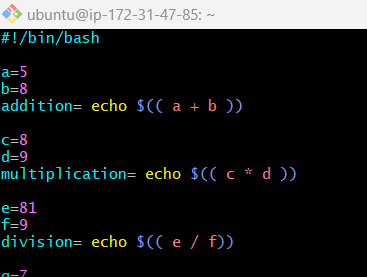 ubuntu@ip-172-31-47-85: ~
#!/bin/bash
a=5
b=8
addition= echo $(( a + b ))
c=8
d=9
multiplication= echo $(( c * d ))
e=81
f=9
division= echo $(( e / f))
g=7